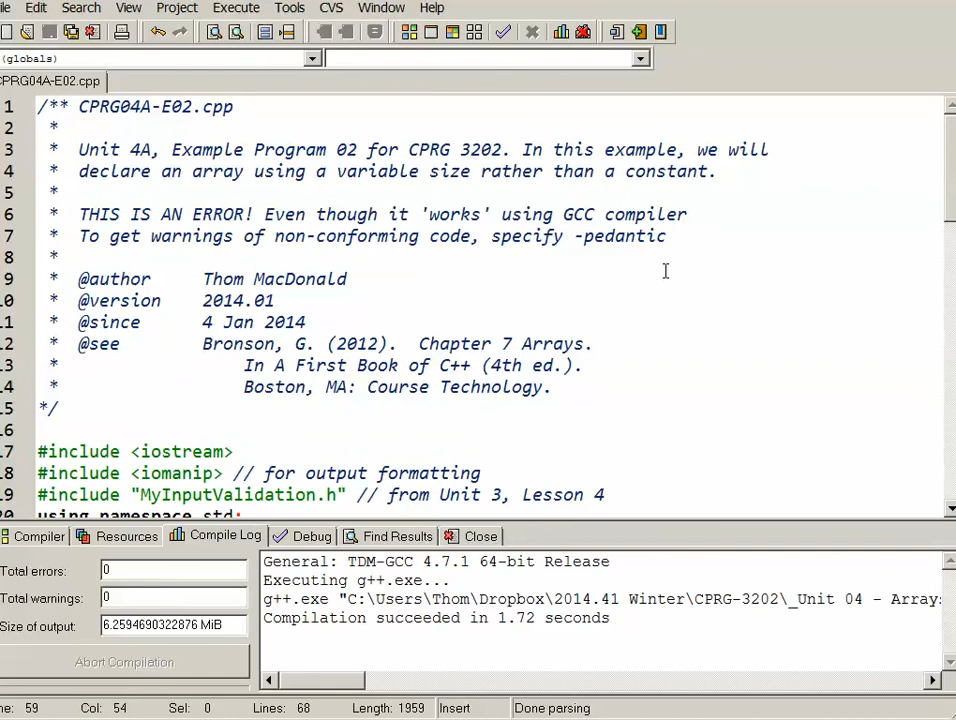 le Edit Search View Project Execute Tools CVS Window Help
(globals)
CPRG04A-E02.cpp
1 /** CPRG04A-E02.cpp
2 *
3 * Unit 4A, Example Program 02 for CPRG 3202. In this example, we will
4 * declare an array using a variable size rather than a constant.
5 *
6 * THIS IS AN ERROR! Even though it 'works' using GCC compiler
7 * To get warnings of non-conforming code, specify -pedantic
8 *
9 * @author Thom MacDonald
10 * @version 2014.01
11 * @since 4 Jan 2014
12 * @see Bronson, G. (2012). Chapter 7 Arrays.
13 * In A First Book of C++ (4th ed.).
14 * Boston, MA: Course Technology.
15 */
16
17 #include <iostream>
18 #include <iomanip> // for output formatting
19 #include "MyInputValidation.h" // from Unit 3, Lesson 4
20 using namespace std;
Compiler Resources Compile Log Debug Find Results Close
Total errors: 0
Total warnings: 0
Size of output: 6.2594690322876 MiB
Abort Compilation
General: TDM-GCC 4.7.1 64-bit Release
Executing g++.exe...
g++.exe "C:\Users\Thom\Dropbox\2014.41 Winter\CPRG-3202\_Unit 04 - Arrays
Compilation succeeded in 1.72 seconds
ne: 59 Col: 54 Sel: 0 Lines: 68 Length: 1959 Insert Done parsing